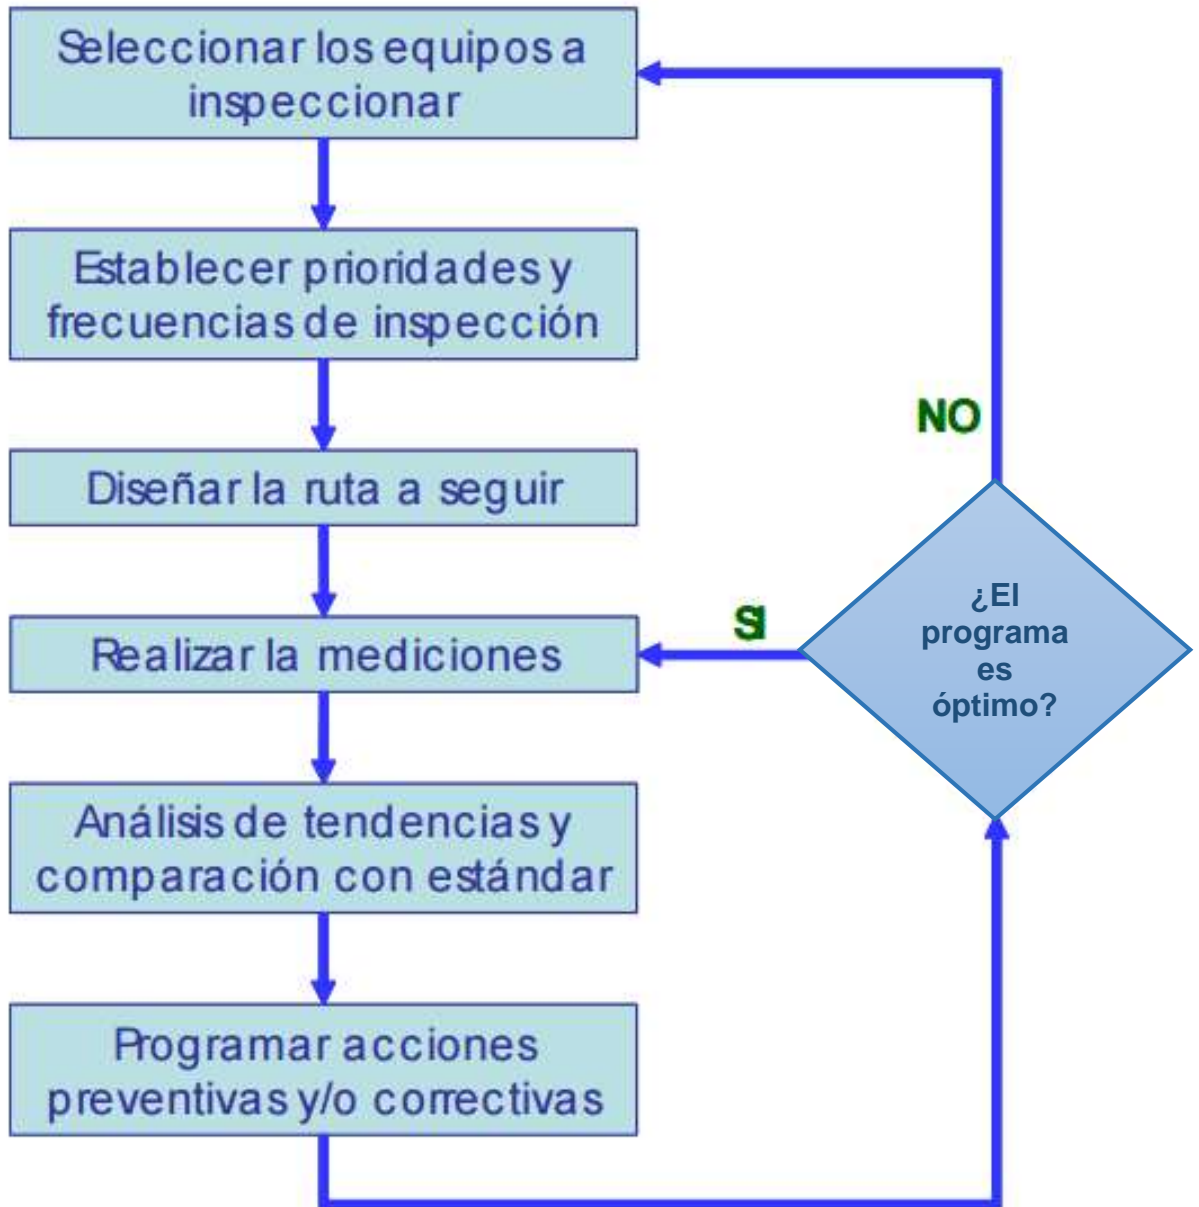 Seleccionar los equipos a
inspeccionar
Establecer prioridades y
frecuencias de inspección
Diseñar la ruta a seguir
Realizar la mediciones
Análisis de tendencias y
comparación con estándar
Programar acciones
preventivas y/o correctivas
NO
SI
¿El
programa
es
óptimo?